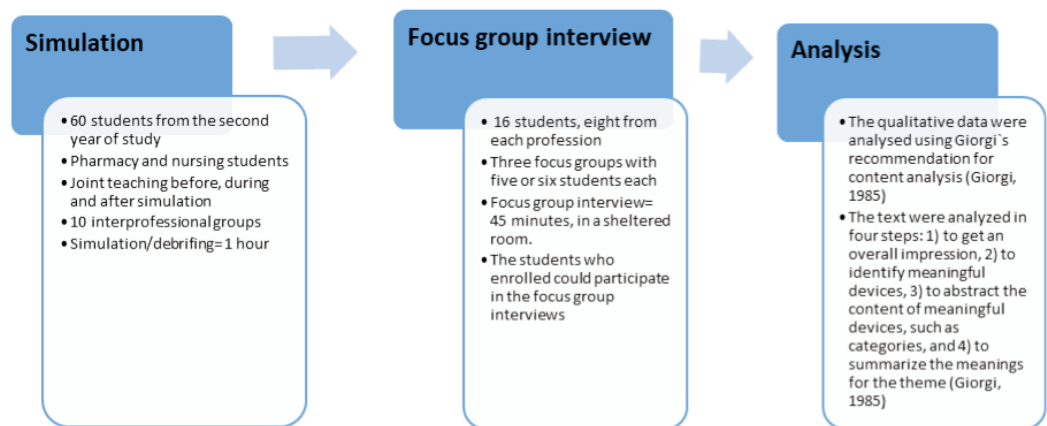 Simulation
• 60 students from the second
year of study
• Pharmacy and nursing students
• Joint teaching before, during
and after simulation
• 10 interprofessional groups
• Simulation/debrifing=1 hour
Focus group interview
• 16 students, eight from
each profession
• Three focus groups with
five or six students each
• Focus group interview=
45 minutes, in a sheltered
room.
• The students who
enrolled could participate
in the focus group
interviews
Analysis
• The qualitative data were
analysed using Giorgi`s
recommendation for
content analysis (Giorgi,
1985)
• The text were analyzed in
four steps: 1) to get an
overall impression, 2) to
identify meaningful
devices, 3) to abstract the
content of meaningful
devices, such as
categories, and 4) to
summarize the meanings
for the theme (Giorgi,
1985)